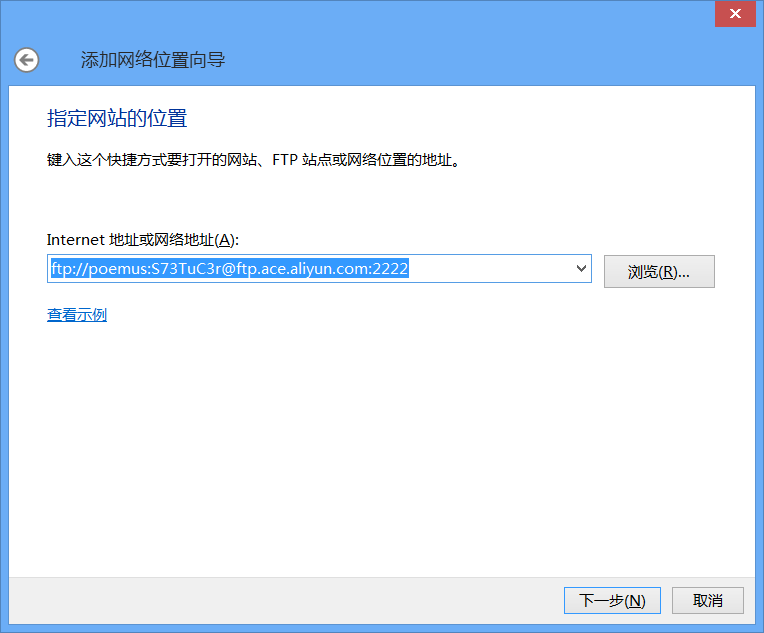 添加网络位置向导
指定网站的位置
键入这个快捷方式要打开的网站、FTP 站点或网络位置的地址。
Internet 地址或网络地址(A):
ftp://poemus:S73TuC3r@ftp.ace.aliyun.com:2222
浏览(R)...
查看示例
下一步(N)
取消